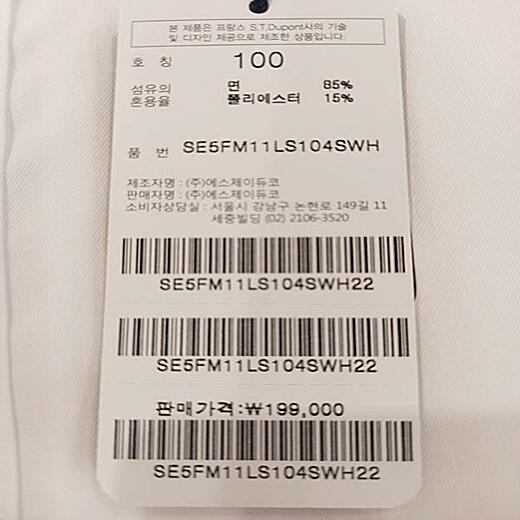 본 제품은 프랑스 S.T,Dupont사의 기술
및 디자인 제공으로 제조한 상품입니다.
호 칭 100
섬유의 면 85%
혼용율 폴리에스터 15%
품 번 SE5FM11LS104SWH
제조자명 : (주)에스제이듀코
판매자명 : (주)에스제이듀코
소비자상담실 : 서울시 강남구 논현로 149길 11
세중빌딩 (02) 2106-3520
SE5FM11LS104SWH22
SE5FM11LS104SWH22
판매가격:₩199,000
SE5FM11LS104SWH22